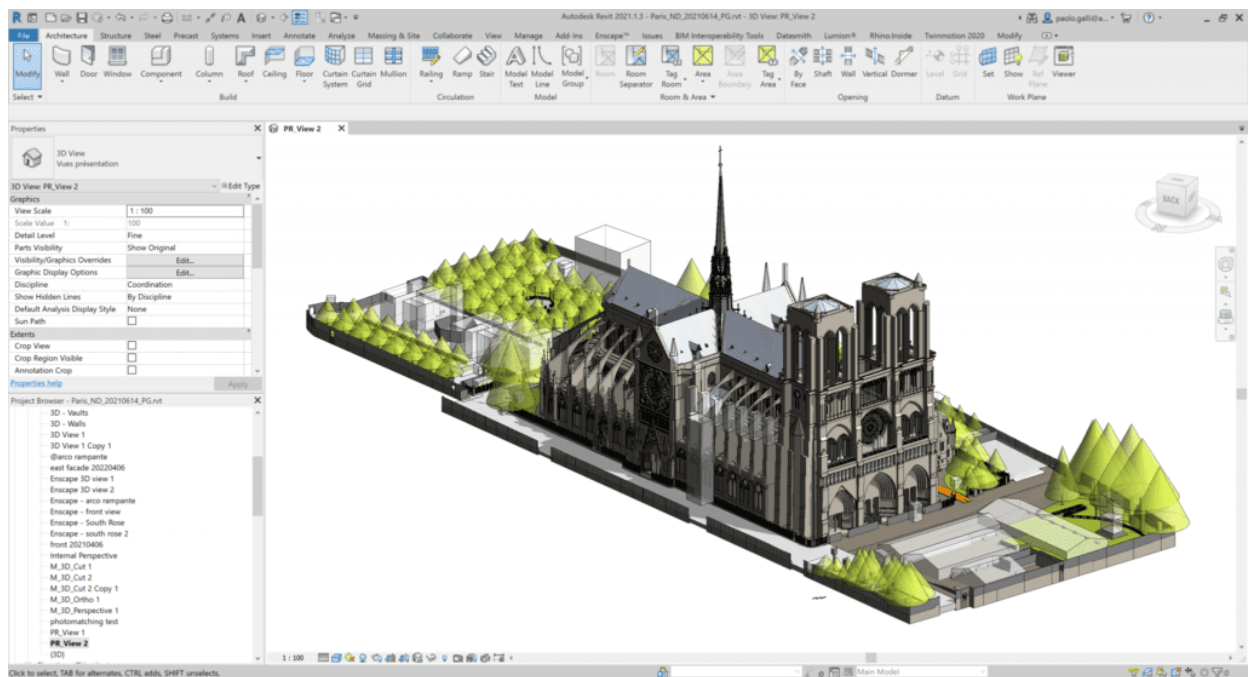 Autodesk Revit 2021.1.3 - Paris_ND_20210614_PG.rvt - 3D View: PR_View 2
paolo.galli@a...
File Architecture Structure Steel Precast Systems Insert Annotate Analyze Massing & Site Collaborate View Manage Add-Ins Enscape™ Issues BIM Interoperability Tools Datasmith Lumion® Rhino.Inside Twinmotion 2020 Modify
Modify Wall Door Window Component Column Roof Ceiling Floor Curtain System Curtain Grid Mullion Railing Ramp Stair Model Text Model Line Model Group Room Room Separator Tag Room Area Area Boundary Tag Area By Face Shaft Wall Vertical Dormer Level Grid Set Show Ref Plane Viewer
Select Build Circulation Model Room & Area Opening Datum Work Plane
Properties
PR_View 2
3D View
Vues présentation
3D View: PR_View 2 Edit Type
Graphics
View Scale 1 : 100
Scale Value 1: 100
Detail Level Fine
Parts Visibility Show Original
Visibility/Graphics Overrides Edit...
Graphic Display Options Edit...
Discipline Coordination
Show Hidden Lines By Discipline
Default Analysis Display Style None
Sun Path
Extents
Crop View
Crop Region Visible
Annotation Crop
Properties help Apply
BACK
Project Browser - Paris_ND_20210614_PG.rvt
3D - Vaults
3D - Walls
3D View 1
3D View 1 Copy 1
@arco rampante
east facade 20220406
Enscape 3D view 1
Enscape 3D view 2
Enscape - arco rampante
Enscape - front view
Enscape - South Rose
Enscape - south rose 2
front 20210406
Internal Perspective
M_3D_Cut 1
M_3D_Cut 2
M_3D_Cut 2 Copy 1
M_3D_Ortho 1
M_3D_Perspective 1
photomatching test
PR_View 1
PR_View 2
{3D}
1 : 100
Click to select, TAB for alternates, CTRL adds, SHIFT unselects.
Main Model